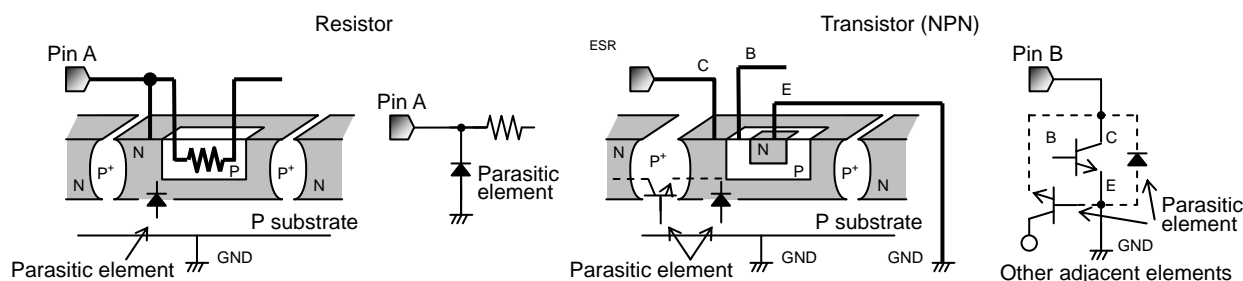 Resistor
Pin A
N
P
N
P+
P+
N
P substrate
Parasitic element
GND
Pin A
Parasitic
element
Transistor (NPN)
ESR
C
B
E
N
P+
N
P
P+
N
N
P substrate
Parasitic element
GND
GND
Pin B
B
C
E
Parasitic
element
GND
Other adjacent elements